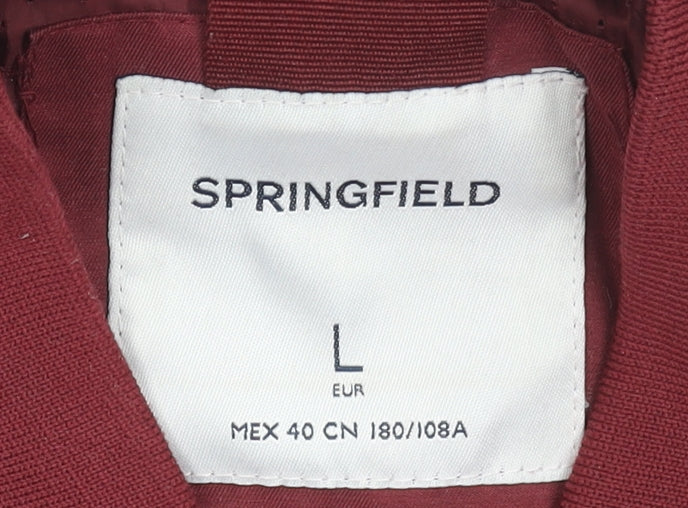 SPRINGFIELD
L
EUR
MEX 40 CN 180/108A